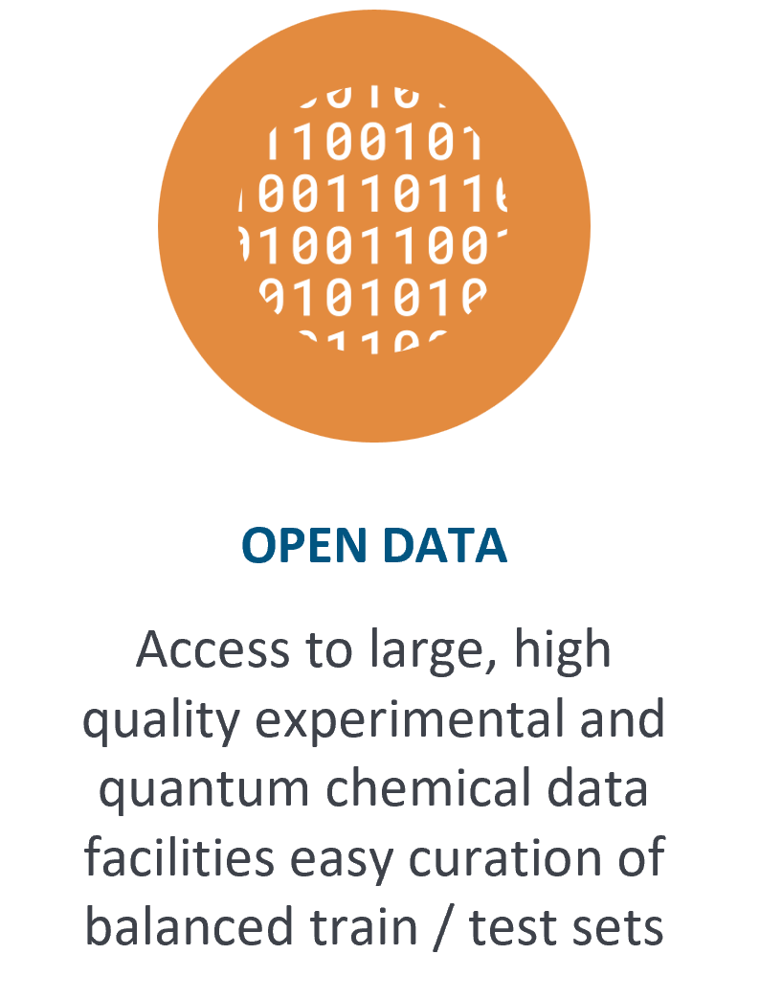 1100101
00110110
1001100
0101010
OPEN DATA
Access to large, high
quality experimental and
quantum chemical data
facilities easy curation of
balanced train / test sets